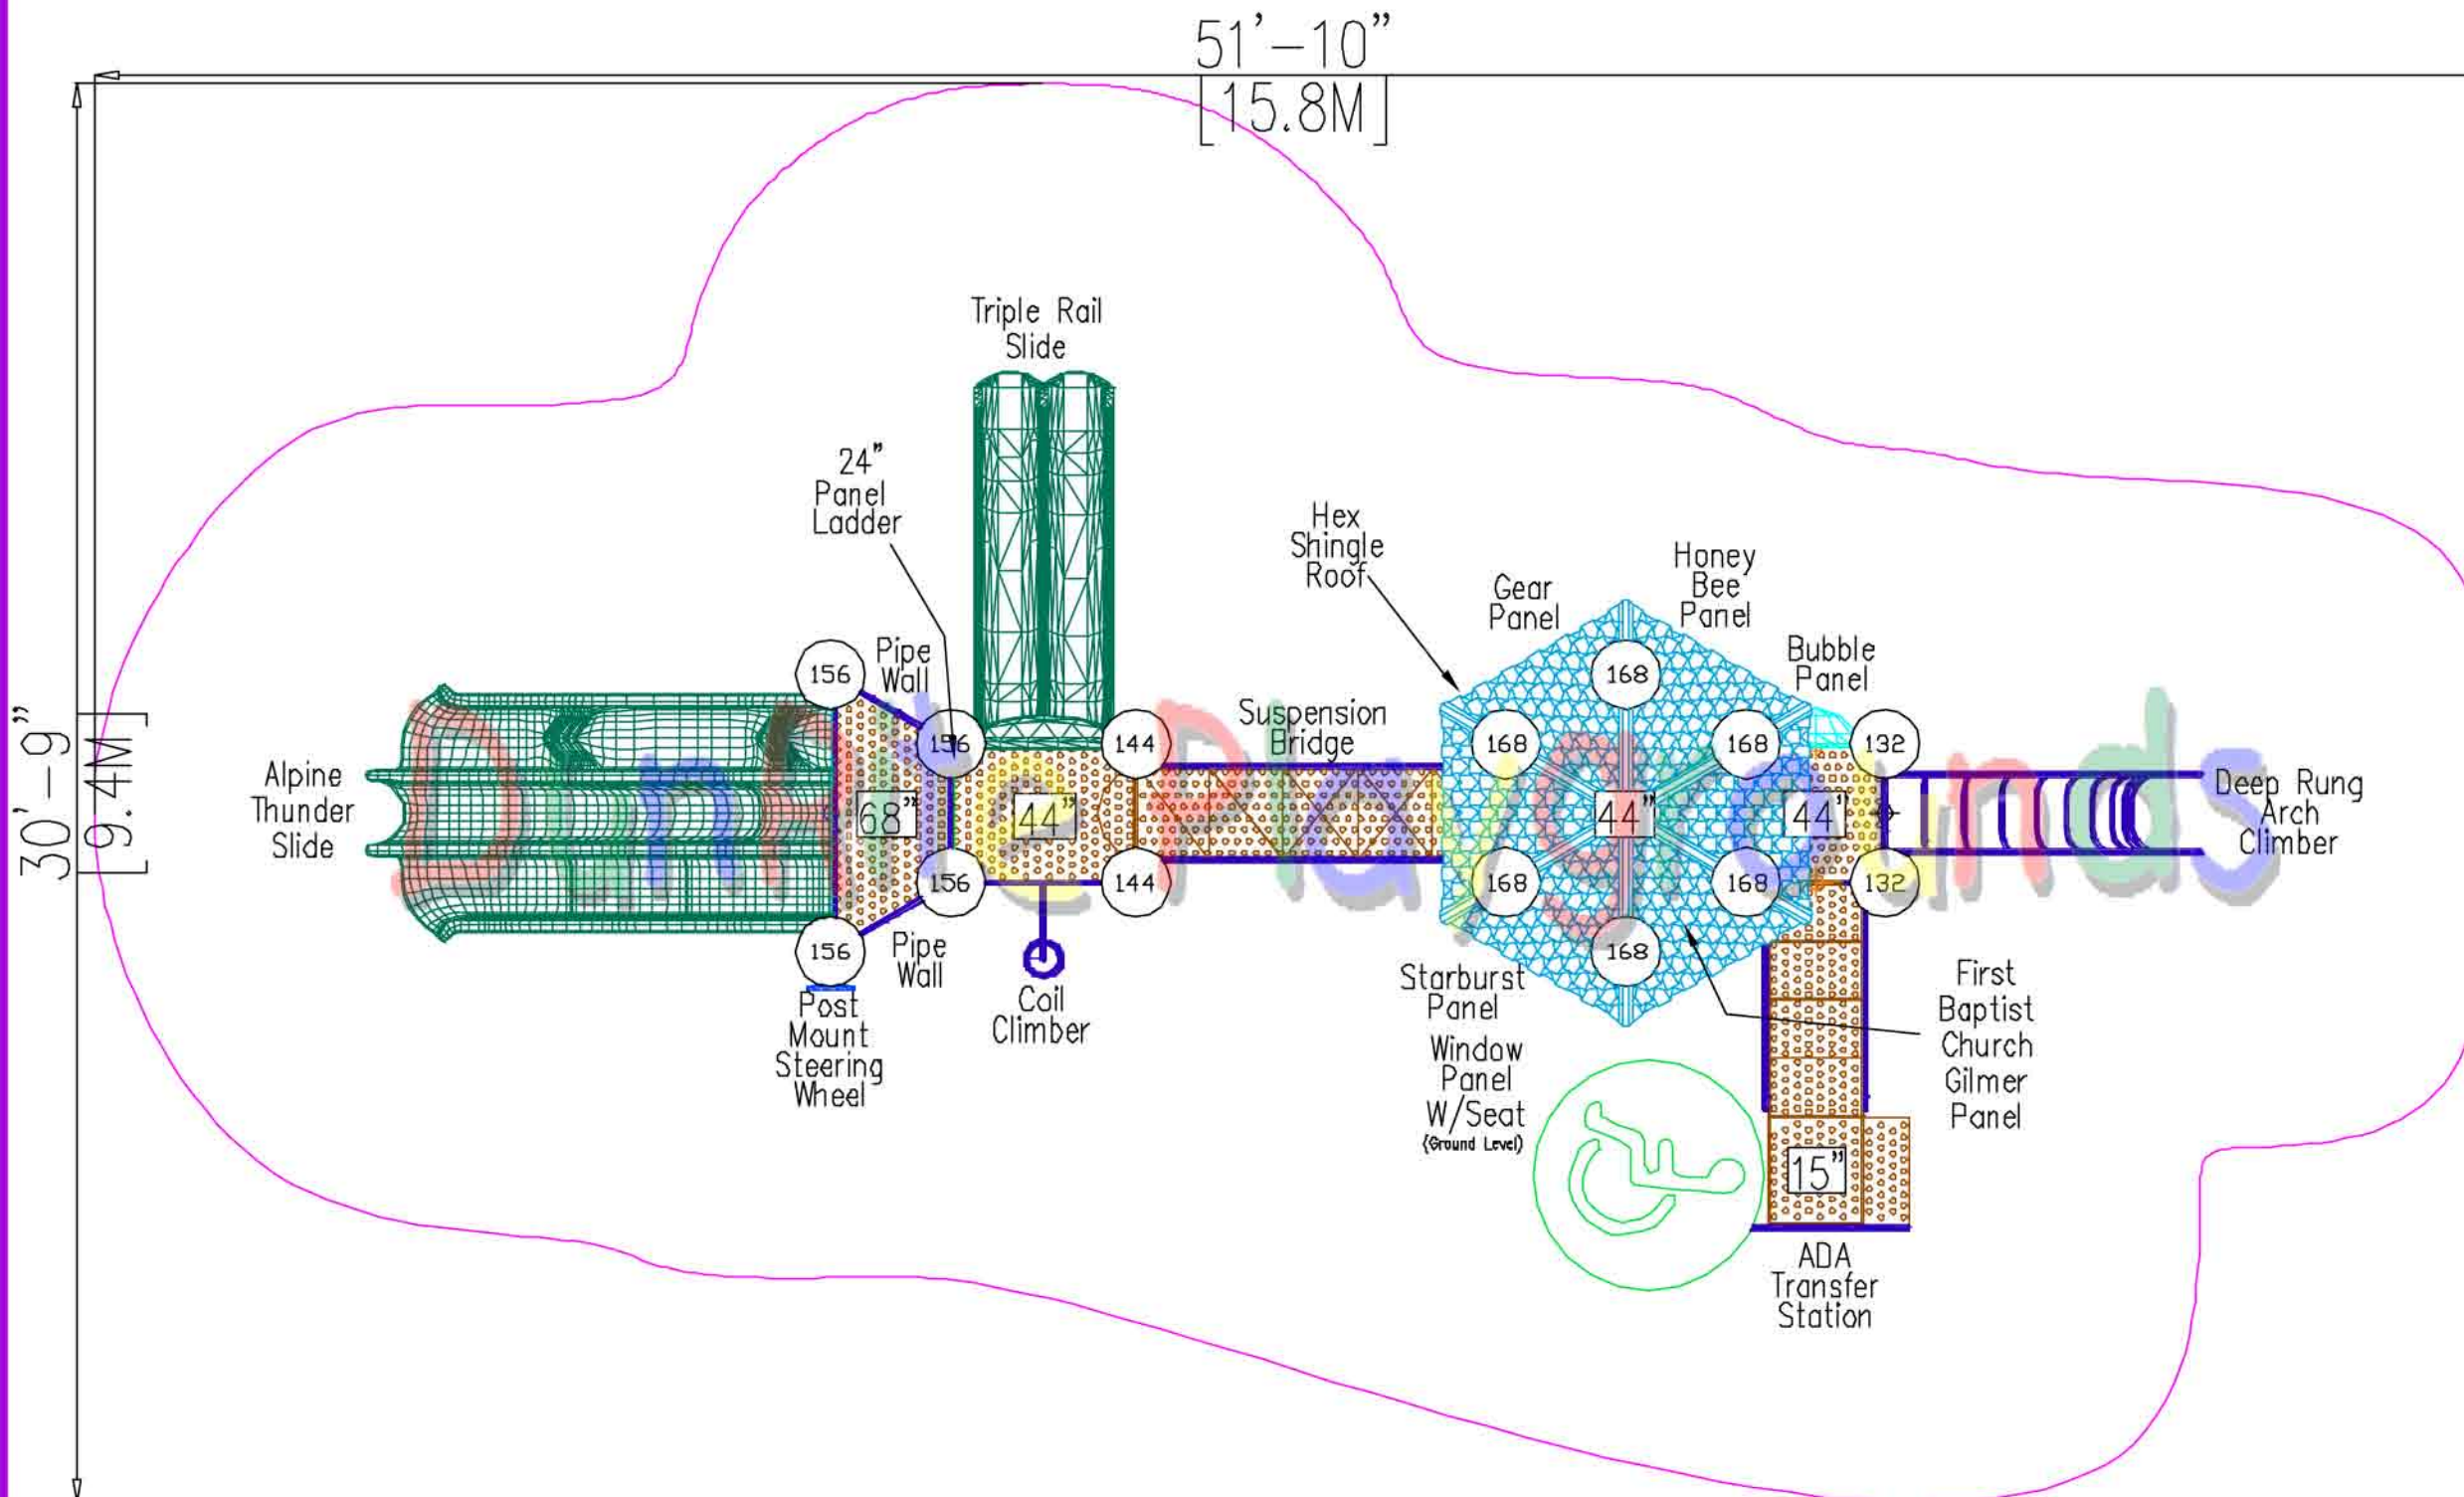 51'-10"
[15.8M]
30'-9"
[9.4M]
Triple Rail
Slide
24"
Panel
Ladder
Hex
Shingle
Roof
Gear
Panel
Honey
Bee
Panel
Bubble
Panel
Pipe
Wall
Suspension
Bridge
156
156
144
168
168
168
132
Alpine
Thunder
Slide
68"
44"
44"
44"
Deep Rung
Arch
Climber
156
156
144
168
168
168
132
Pipe
Wall
Post
Mount
Steering
Wheel
Coil
Climber
Starburst
Panel
Window
Panel
W/Seat
(Ground Level)
First
Baptist
Church
Gilmer
Panel
15"
ADA
Transfer
Station
Playgrounds